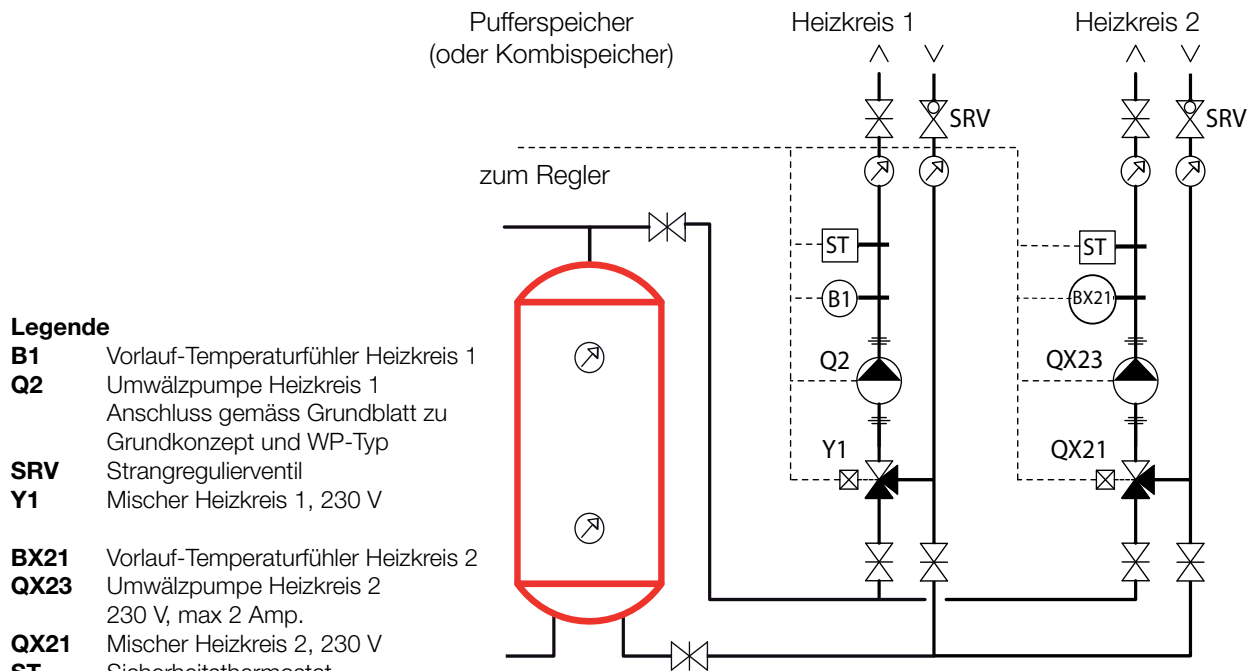 Pufferspeicher
(oder Kombispeicher)
Heizkreis 1
Heizkreis 2
SRV
SRV
zum Regler
ST
ST
B1
BX21
Q2
QX23
Y1
QX21
Legende
B1 Vorlauf-Temperaturfühler Heizkreis 1
Q2 Umwälzpumpe Heizkreis 1
Anschluss gemäss Grundblatt zu
Grundkonzept und WP-Typ
SRV Strangregulierventil
Y1 Mischer Heizkreis 1, 230 V
BX21 Vorlauf-Temperaturfühler Heizkreis 2
QX23 Umwälzpumpe Heizkreis 2
230 V, max 2 Amp.
QX21 Mischer Heizkreis 2, 230 V
ST Sicherheitsthermostat